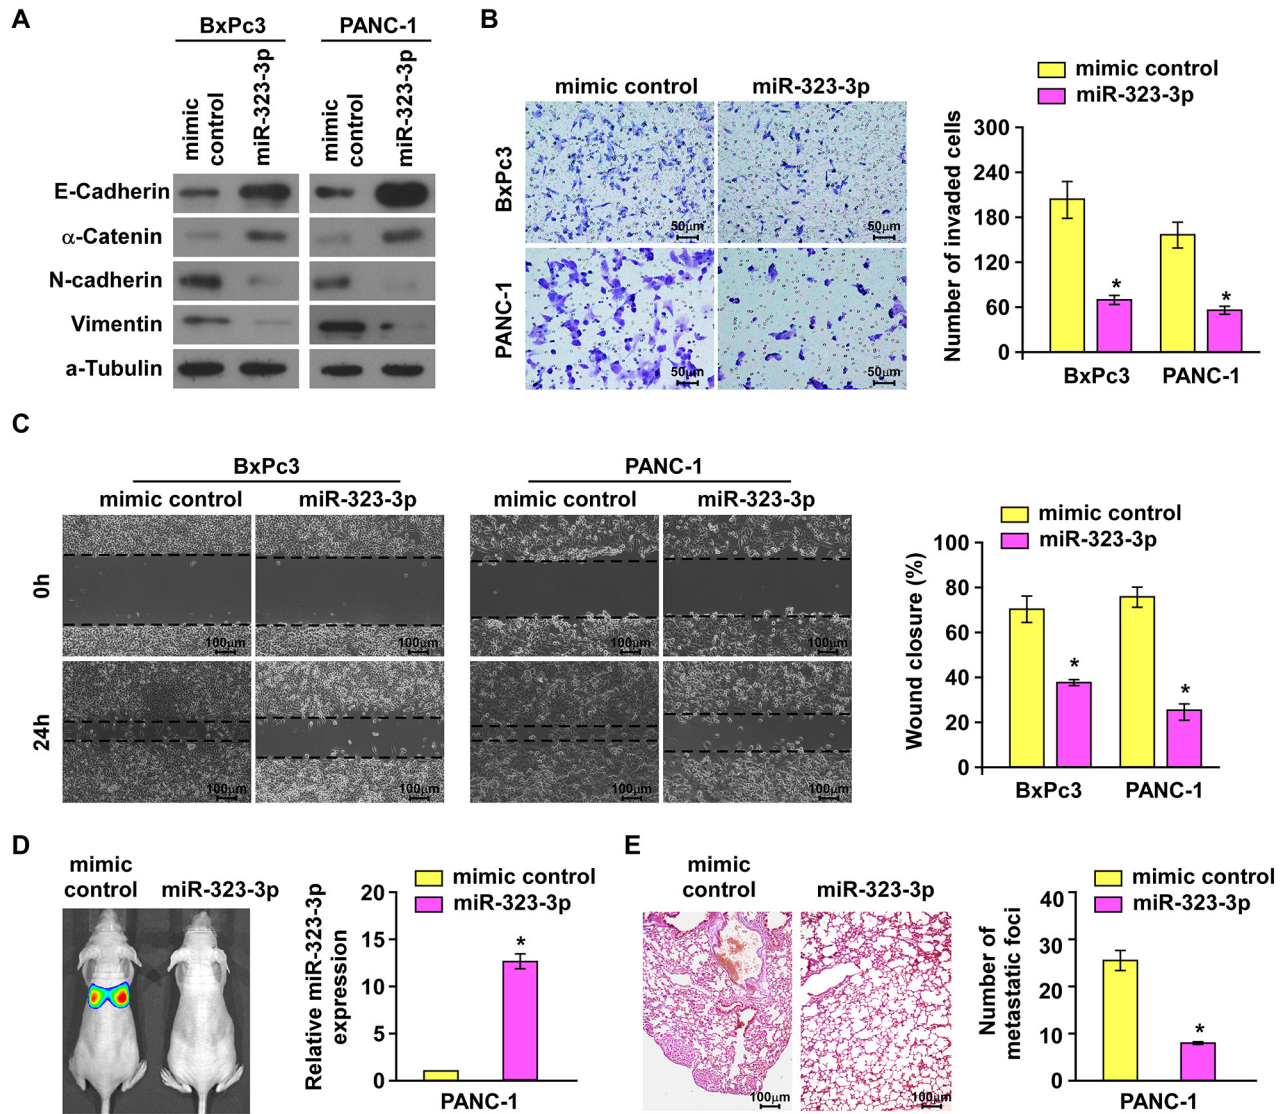 A
BxPc3
PANC-1
mimic
control
miR-323-3p
mimic
control
miR-323-3p
E-Cadherin
α-Catenin
N-cadherin
Vimentin
a-Tubulin
B
mimic control
miR-323-3p
BxPc3
50µm
50µm
PANC-1
50µm
50µm
mimic control
miR-323-3p
Number of invaded cells
300
240
180
120
60
0
*
*
BxPc3
PANC-1
C
BxPc3
PANC-1
mimic control
miR-323-3p
mimic control
miR-323-3p
0h
100µm
100µm
100µm
100µm
24h
100µm
100µm
100µm
100µm
mimic control
miR-323-3p
Wound closure (%)
100
80
60
40
20
0
*
*
BxPc3
PANC-1
D
mimic
control
miR-323-3p
mimic control
miR-323-3p
Relative miR-323-3p
expression
20
15
10
5
0
*
PANC-1
E
mimic
control
miR-323-3p
100µm
100µm
mimic control
miR-323-3p
Number of
metastatic foci
40
30
20
10
0
*
PANC-1